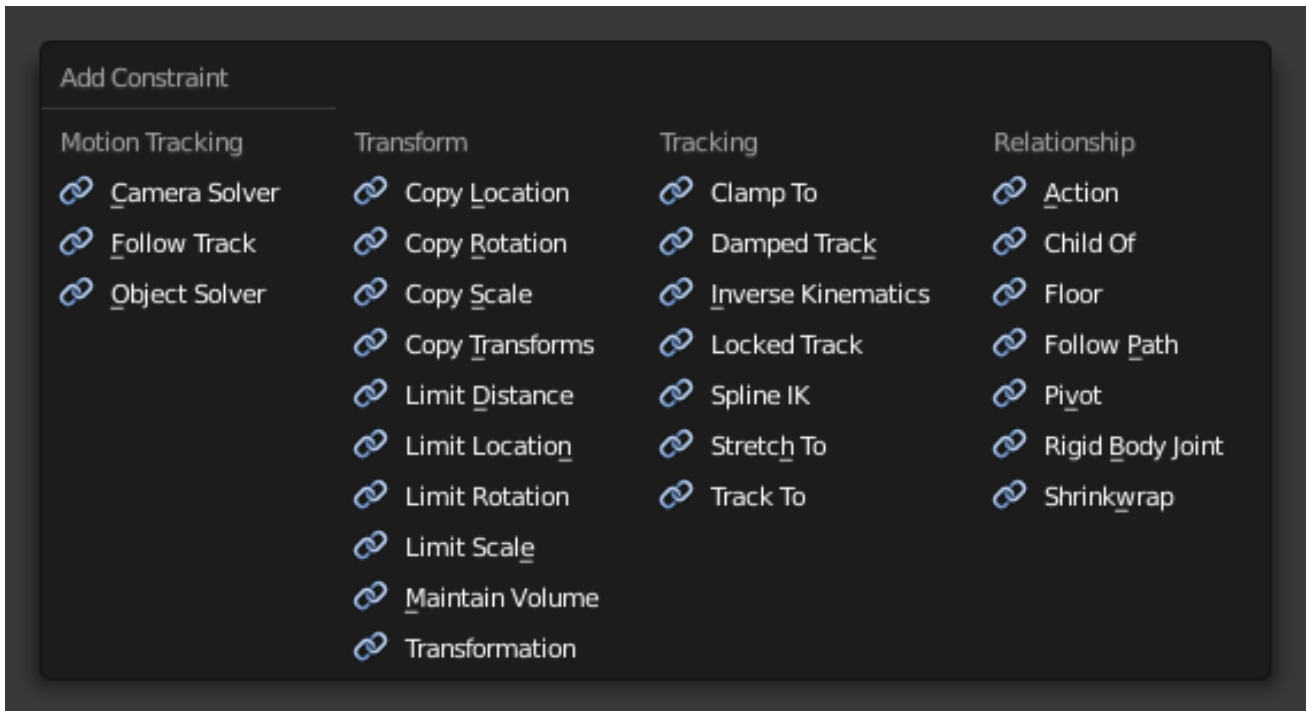 Add Constraint
Motion Tracking
Camera Solver
Follow Track
Object Solver
Transform
Copy Location
Copy Rotation
Copy Scale
Copy Transforms
Limit Distance
Limit Location
Limit Rotation
Limit Scale
Maintain Volume
Transformation
Tracking
Clamp To
Damped Track
Inverse Kinematics
Locked Track
Spline IK
Stretch To
Track To
Relationship
Action
Child Of
Floor
Follow Path
Pivot
Rigid Body Joint
Shrinkwrap